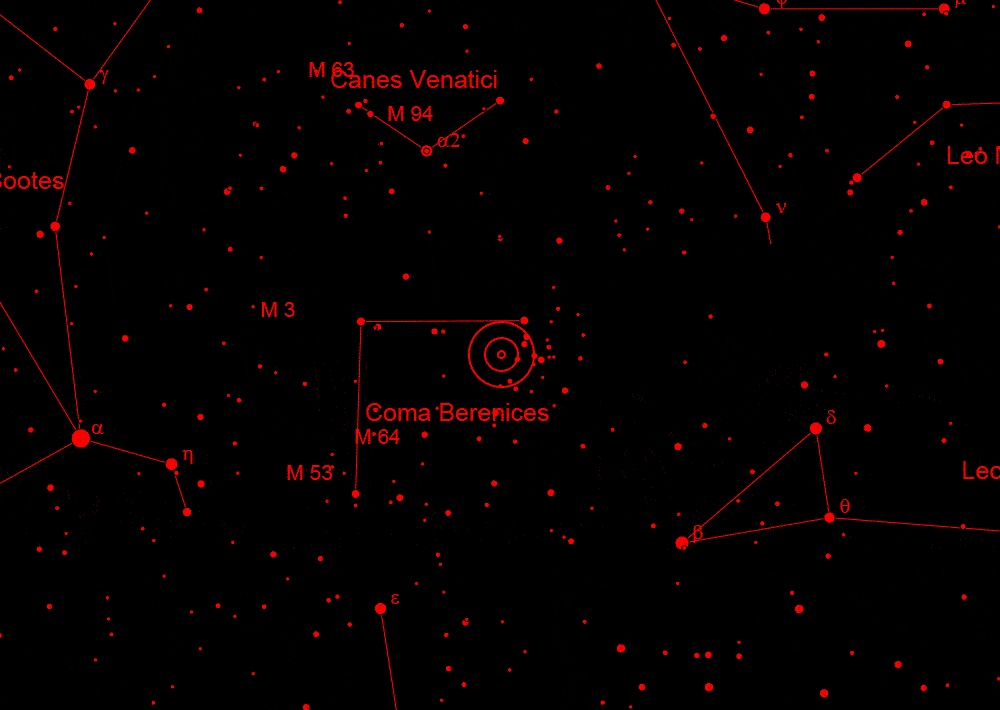 φ
μ
γ
M 63
Canes Venatici
M 94
α2
Leo
Bootes
ν
M 3
Coma Berenices
δ
α
M 64
η
M 53
Leo
θ
β
ε